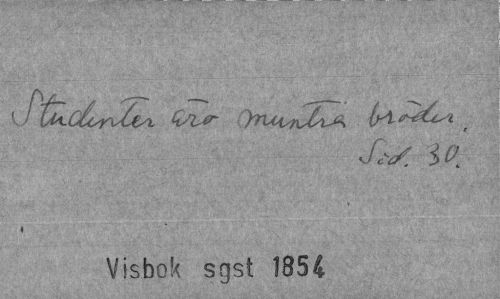 Studenter äro muntra bröder.
Sid. 30.
Visbok sgst 1854